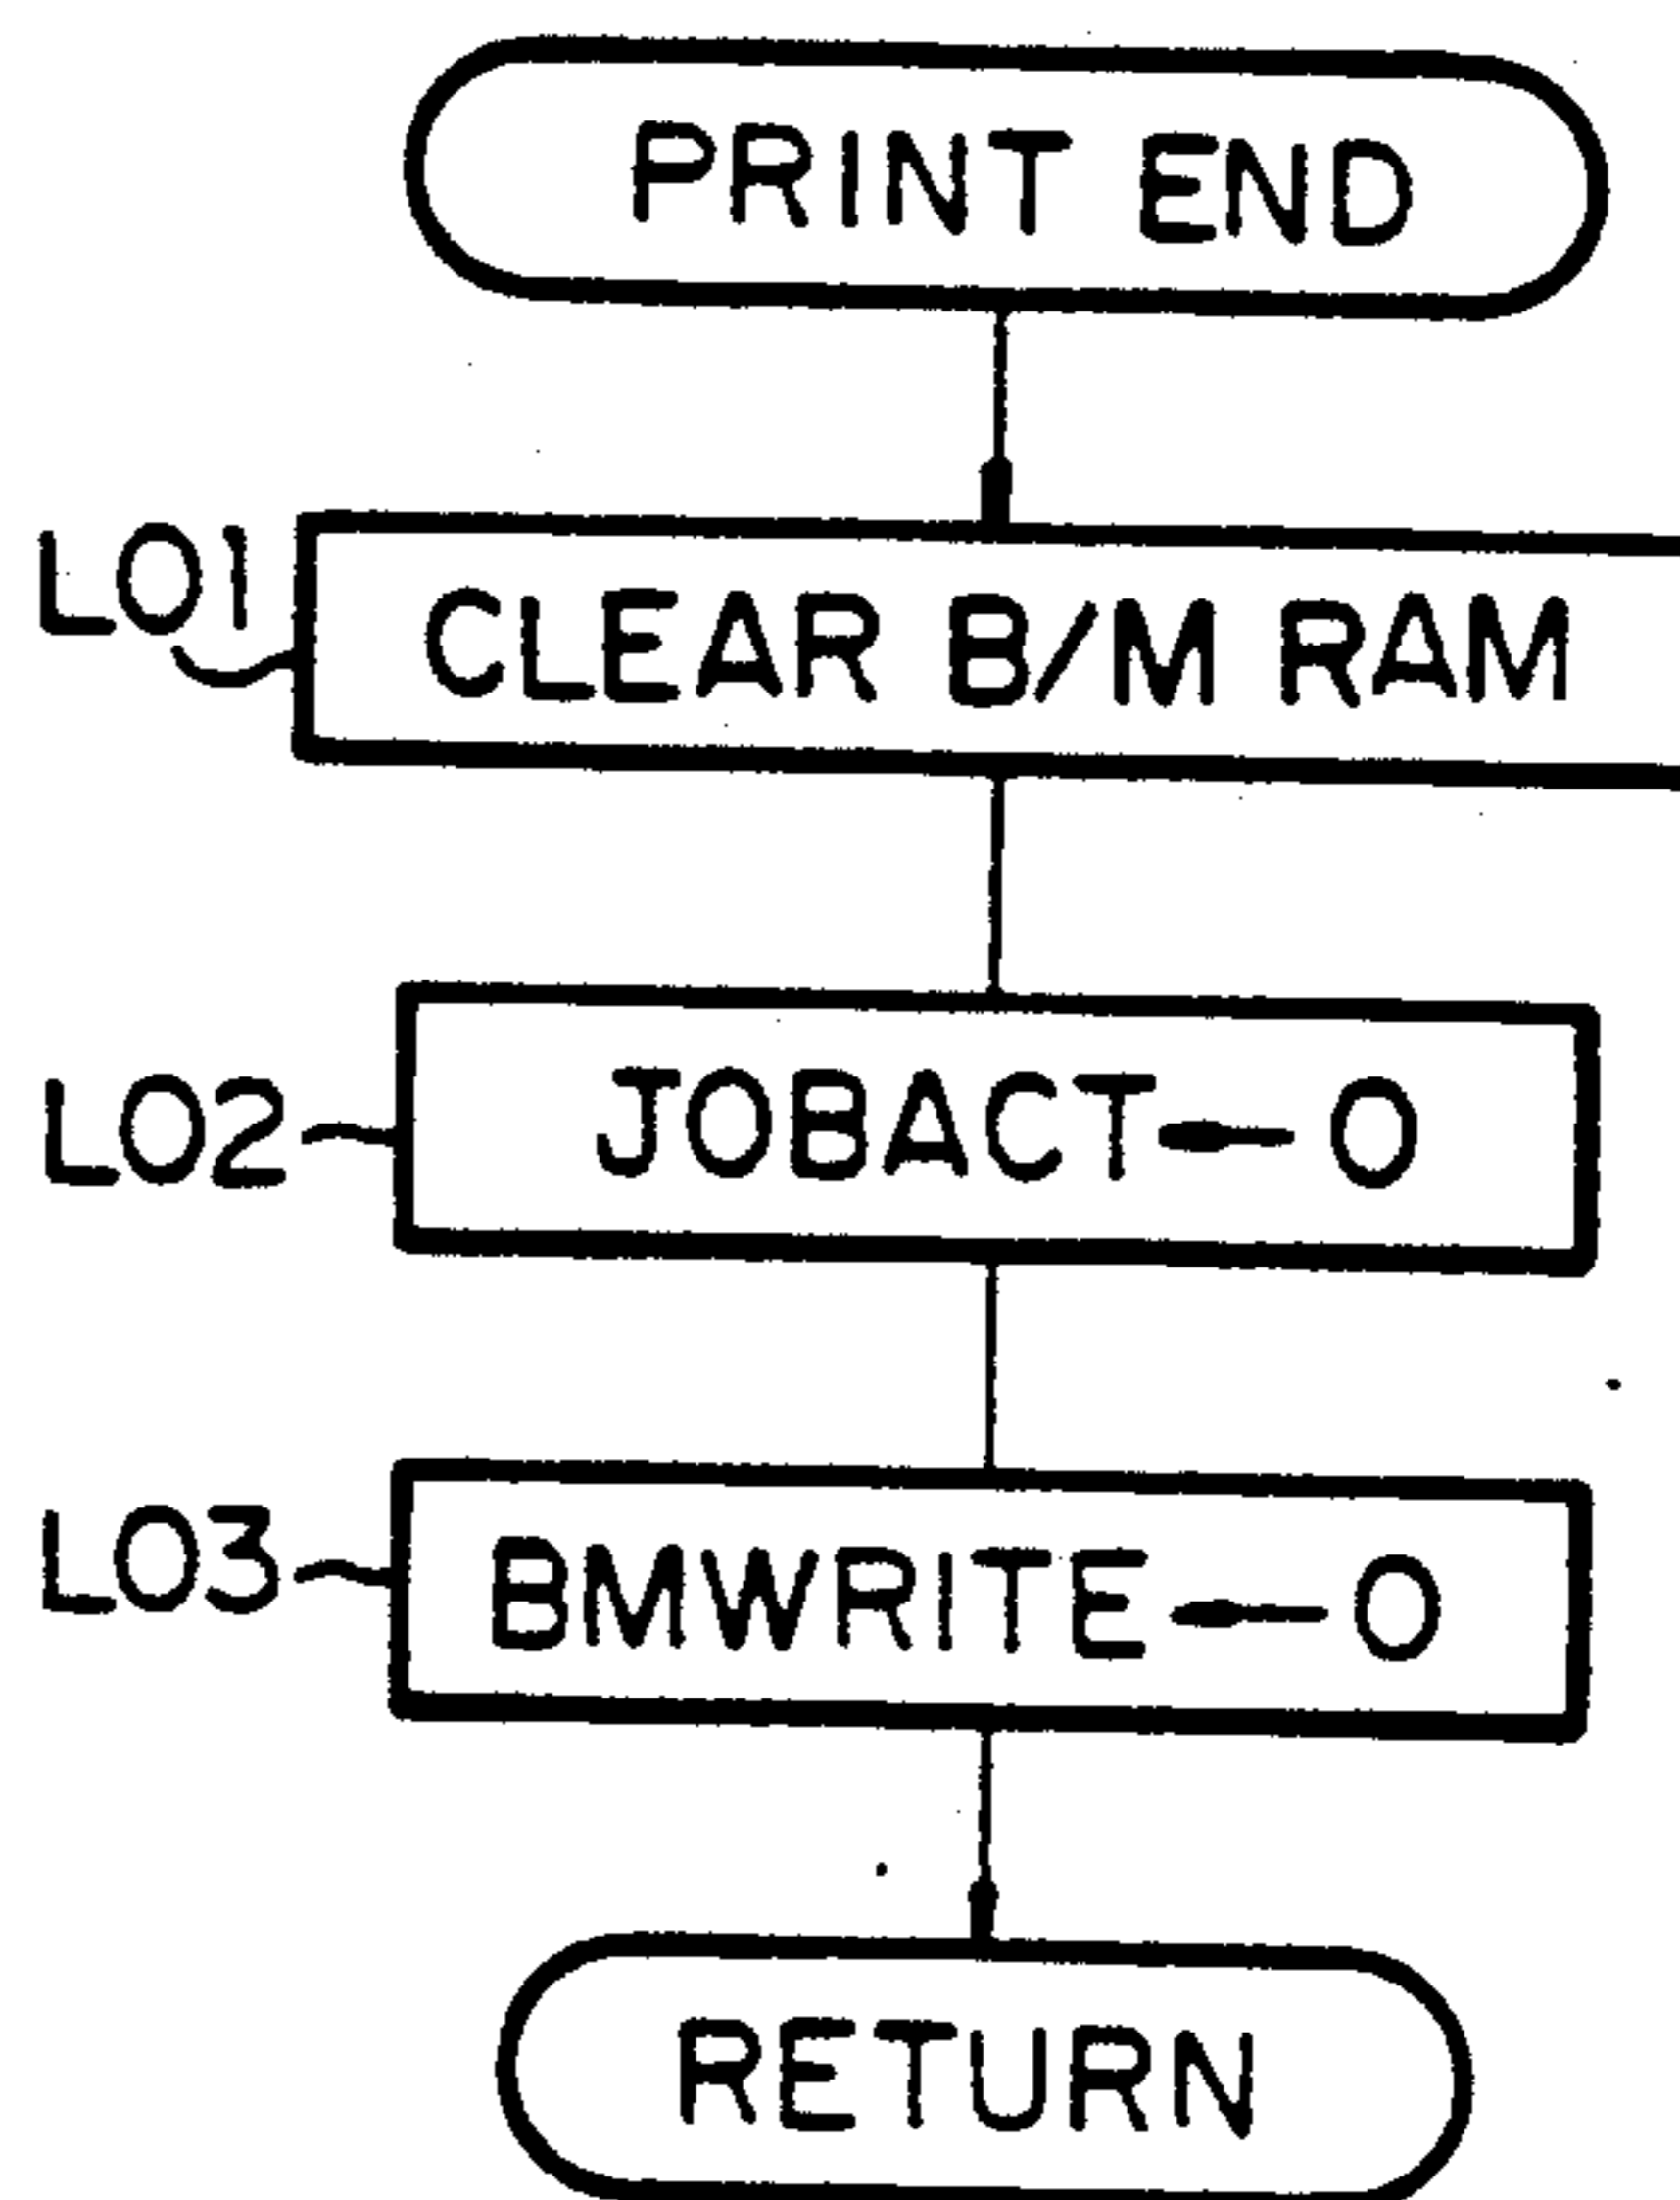 PRINT END
L01
CLEAR B/M RAM
L02
JOBACT ← 0
L03
BMWRITE ← 0
RETURN